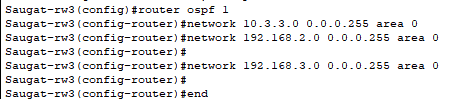 Saugat-rw3(config)#router ospf 1
Saugat-rw3(config-router)#network 10.3.3.0 0.0.0.255 area 0
Saugat-rw3(config-router)#network 192.168.2.0 0.0.0.255 area 0
Saugat-rw3(config-router)#
Saugat-rw3(config-router)#network 192.168.3.0 0.0.0.255 area 0
Saugat-rw3(config-router)#
Saugat-rw3(config-router)#end